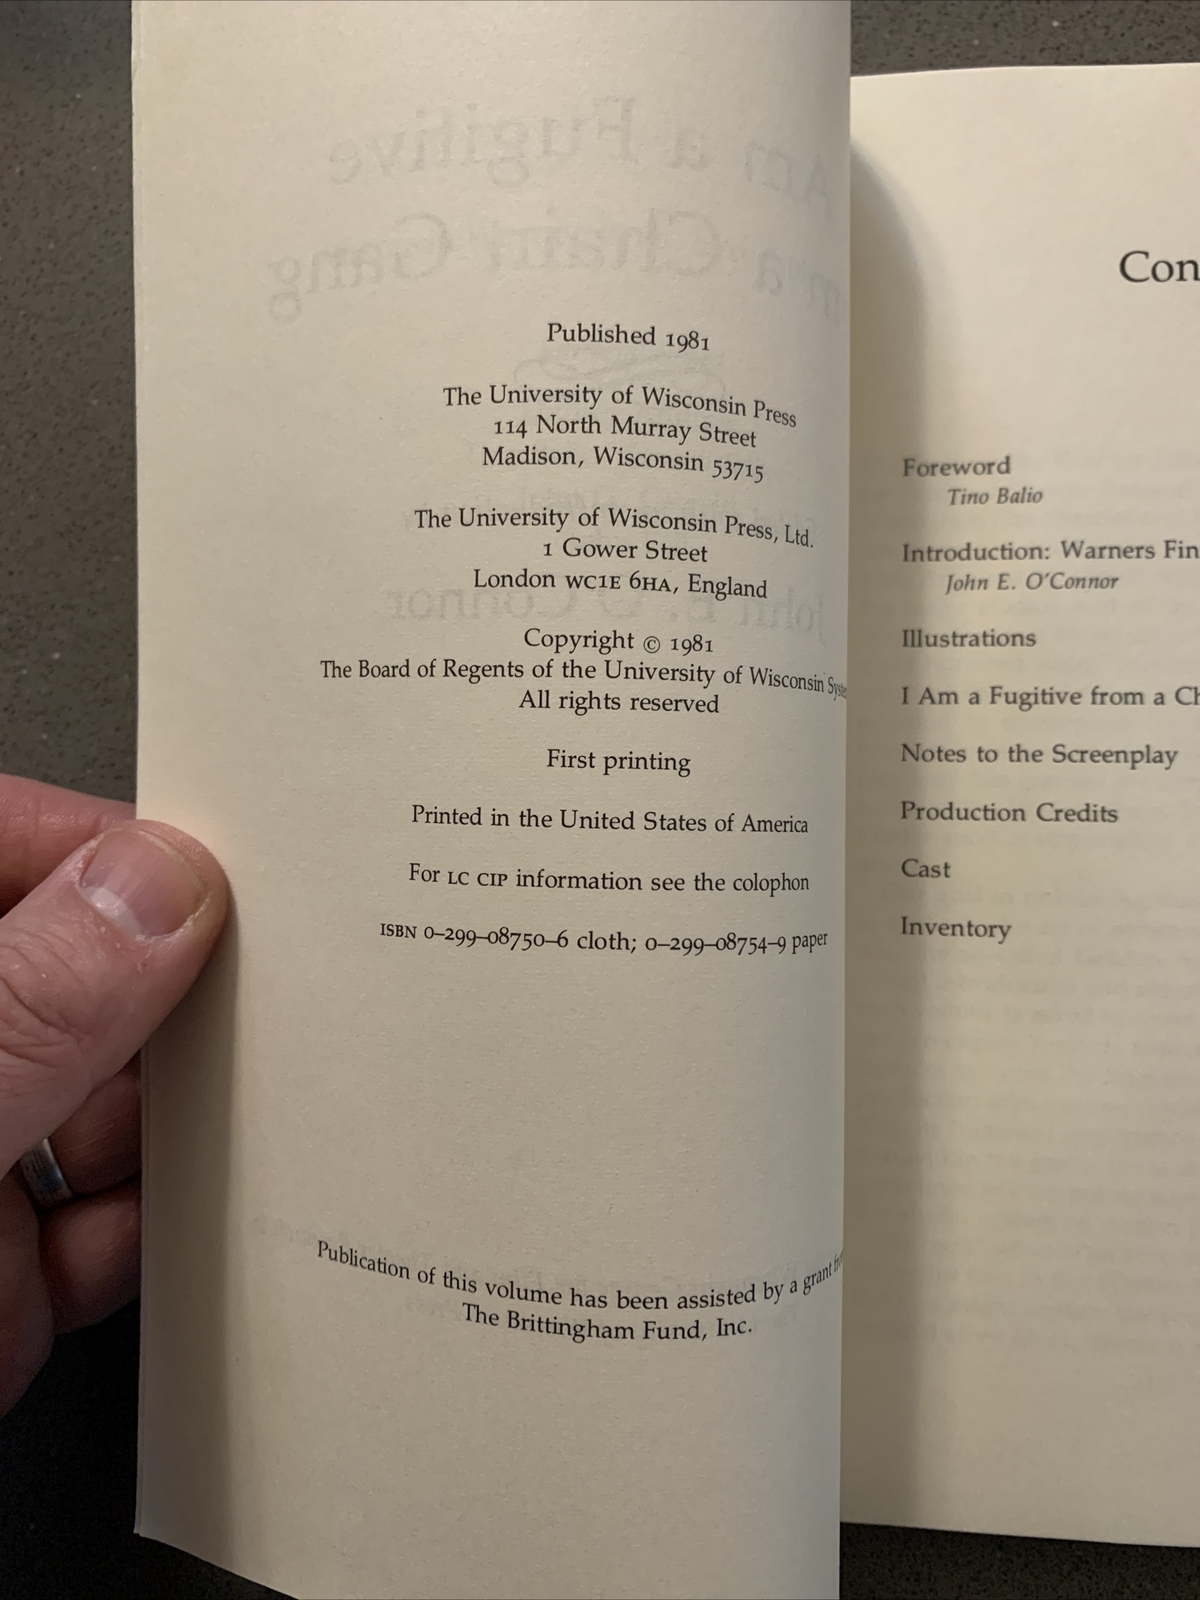 Published 1981
The University of Wisconsin Press
114 North Murray Street
Madison, Wisconsin 53715
The University of Wisconsin Press, Ltd.
1 Gower Street
London WC1E 6HA, England
Copyright © 1981
The Board of Regents of the University of Wisconsin Syste
All rights reserved
First printing
Printed in the United States of America
For LC CIP information see the colophon
ISBN 0–299–08750–6 cloth; 0–299–08754–9 paper
Publication of this volume has been assisted by a grant
The Brittingham Fund, Inc.
Con
Foreword
Tino Balio
Introduction: Warners Fin
John E. O'Connor
Illustrations
I Am a Fugitive from a Ch
Notes to the Screenplay
Production Credits
Cast
Inventory